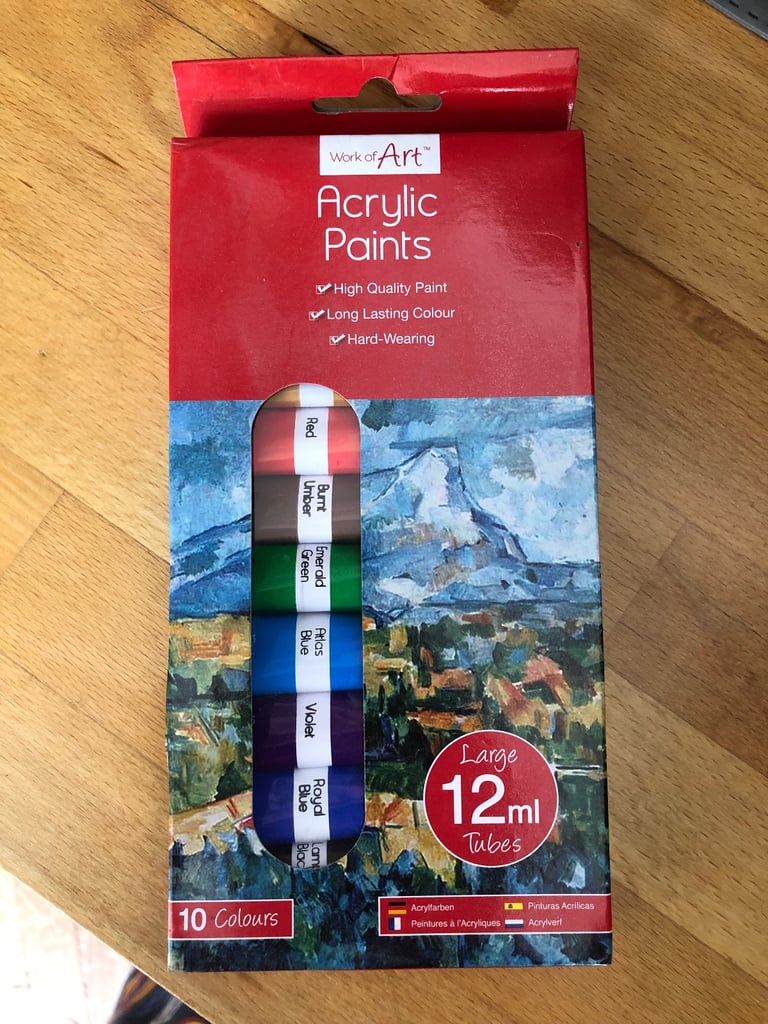 Work of Art™
Acrylic
Paints
High Quality Paint
Long Lasting Colour
Hard-Wearing
Red
Burnt
Umber
Emerald
Green
Atlas
Blue
Violet
Royal
Blue
Large
12ml
Tubes
10 Colours
Acrylfarben
Pinturas Acrilicas
Peintures à l'Acryliques
Acrylverf